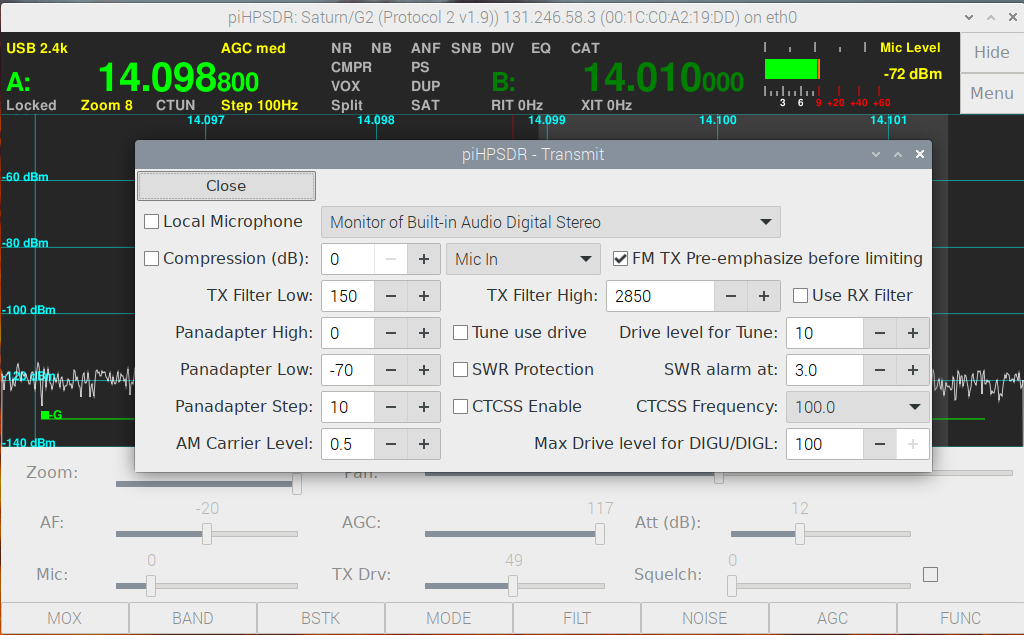 piHPSDR: Saturn/G2 (Protocol 2 v1.9)) 131.246.58.3 (00:1C:C0:A2:19:DD) on eth0
USB 2.4k AGC med NR NB ANF SNB DIV EQ CAT Mic Level Hide
A: 14.098800 CMPR PS B: 14.010000 -72 dBm
VOX DUP Menu
Locked Zoom 8 CTUN Step 100Hz Split SAT RIT 0Hz XIT 0Hz 3 6 9 +20 +40 +60
14.097 14.098 14.099 14.100 14.101
piHPSDR - Transmit
-60 dBm
Close
Local Microphone Monitor of Built-in Audio Digital Stereo
-80 dBm
Compression (dB): 0 − + Mic In FM TX Pre-emphasize before limiting
TX Filter Low: 150 − + TX Filter High: 2850 − + Use RX Filter
-100 dBm
Panadapter High: 0 − + Tune use drive Drive level for Tune: 10 − +
Panadapter Low: -70 − + SWR Protection SWR alarm at: 3.0 − +
-120 dBm
Panadapter Step: 10 − + CTCSS Enable CTCSS Frequency: 100.0
-G
AM Carrier Level: 0.5 − + Max Drive level for DIGU/DIGL: 100 − +
-140 dBm
Zoom: Pan:
AF: -20 AGC: 117 Att (dB): 12
Mic: 0 TX Drv: 49 Squelch: 0
MOX BAND BSTK MODE FILT NOISE AGC FUNC